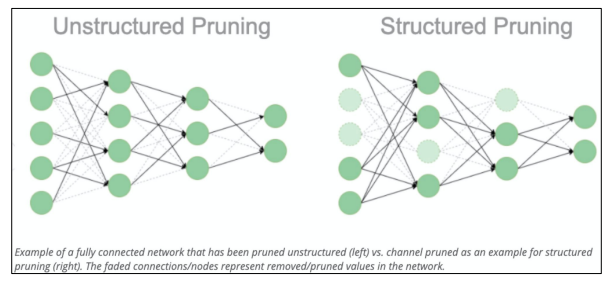 Unstructured Pruning
Structured Pruning
Example of a fully connected network that has been pruned unstructured (left) vs. channel pruned as an example for structured
pruning (right). The faded connections/nodes represent removed/pruned values in the network.